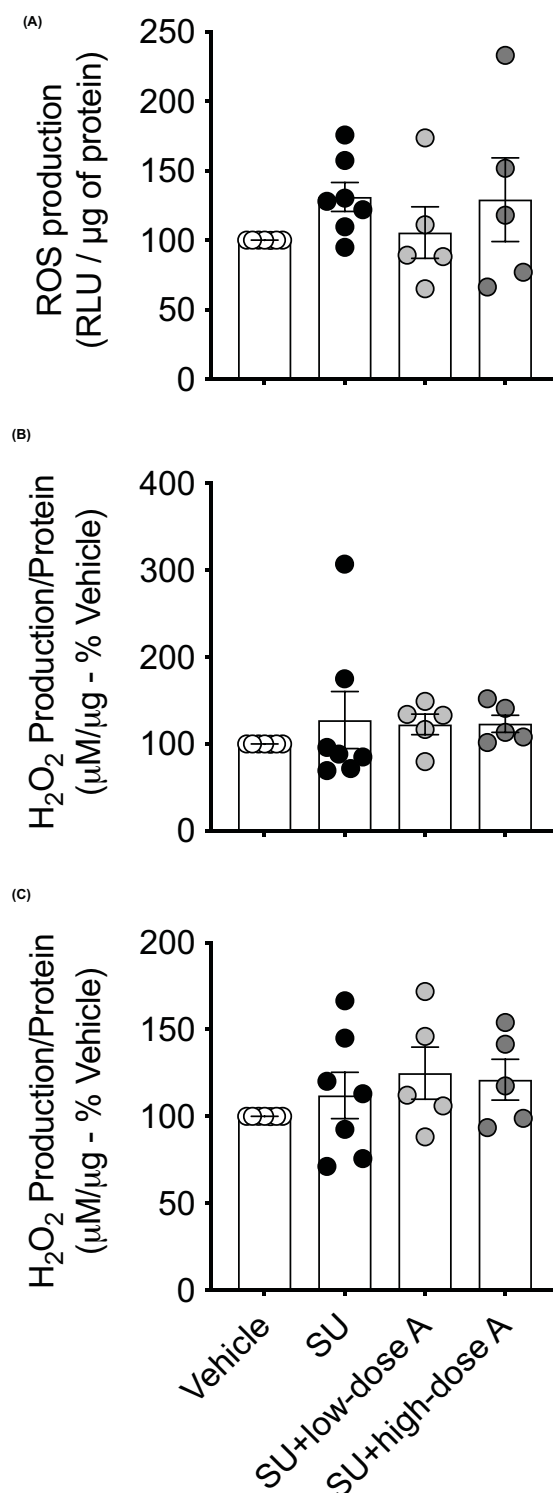 (A)
ROS production
(RLU / μg of protein)
250
200
150
100
50
0
(B)
H₂O₂ Production/Protein
(μM/μg - % Vehicle)
400
300
200
100
0
(C)
H₂O₂ Production/Protein
(μM/μg - % Vehicle)
200
150
100
50
0
Vehicle
SU
SU+low-dose A
SU+high-dose A